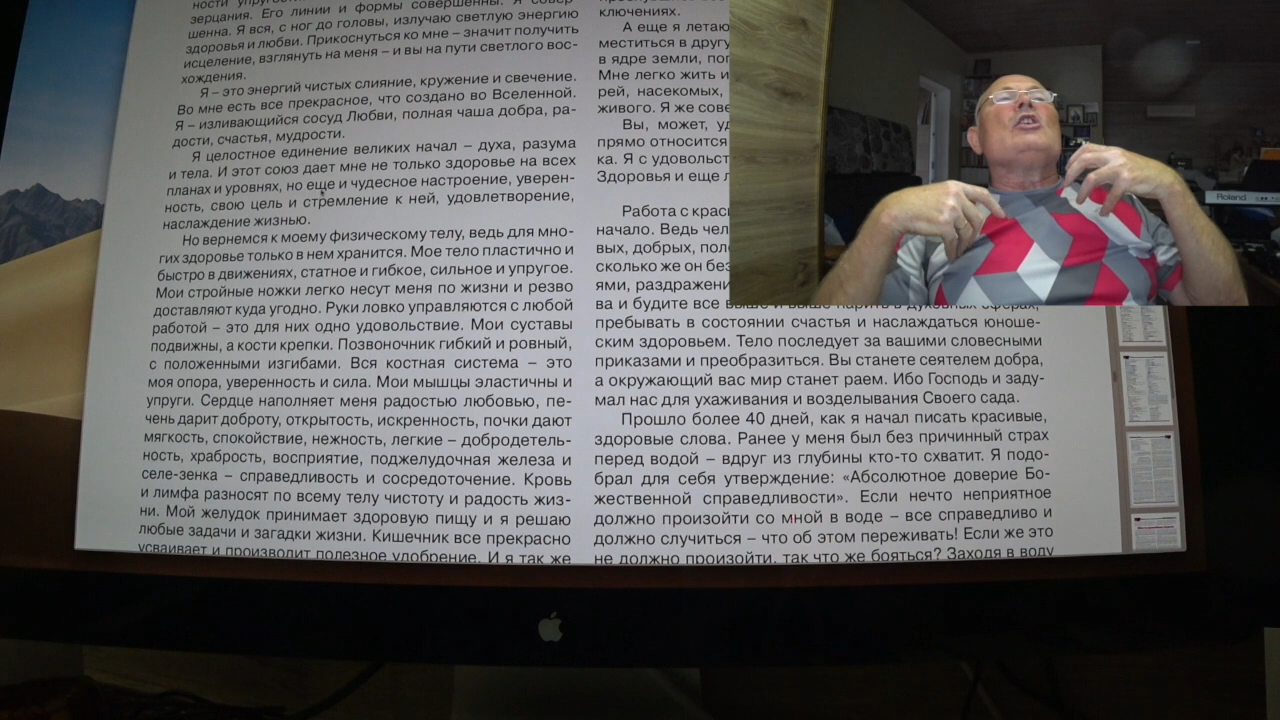 ности упругост
зерцания. Его линии и формы совершенны. Я совер-
шенна. Я вся, с ног до головы, излучаю светлую энергию
здоровья и любви. Прикоснуться ко мне – значит получить
исцеление, взглянуть на меня – и вы на пути светлого вос-
хождения.
Я – это энергий чистых слияние, кружение и свечение.
Во мне есть все прекрасное, что создано во Вселенной.
Я – изливающийся сосуд Любви, полная чаша добра, ра-
дости, счастья, мудрости.
Я целостное единение великих начал – духа, разума
и тела. И этот союз дает мне не только здоровье на всех
планах и уровнях, но еще и чудесное настроение, уверен-
ность, свою цель и стремление к ней, удовлетворение,
наслаждение жизнью.
Но вернемся к моему физическому телу, ведь для мно-
гих здоровье только в нем хранится. Мое тело пластично и
быстро в движениях, статное и гибкое, сильное и упругое.
Мои стройные ножки легко несут меня по жизни и резво
доставляют куда угодно. Руки ловко управляются с любой
работой – это для них одно удовольствие. Мои суставы
подвижны, а кости крепки. Позвоночник гибкий и ровный,
с положенными изгибами. Вся костная система – это
моя опора, уверенность и сила. Мои мышцы эластичны и
упруги. Сердце наполняет меня радостью любовью, пе-
чень дарит доброту, открытость, искренность, почки дают
мягкость, спокойствие, нежность, легкие – добродетель-
ность, храбрость, восприятие, поджелудочная железа и
селе-зенка – справедливость и сосредоточение. Кровь
и лимфа разносят по всему телу чистоту и радость жиз-
ни. Мой желудок принимает здоровую пищу и я решаю
любые задачи и загадки жизни. Кишечник все прекрасно
усваивает и производит полезное удобрение. И я так же
ключениях.
А еще я летаю
меститься в другу
в ядре земли, пог
Мне легко жить и
рей, насекомых,
живого. Я же сове
Вы, может, уд
прямо относится
ка. Я с удовольст
Здоровья и еще л
Работа с краси
начало. Ведь чел
вых, добрых, поло
сколько же он без
ями, раздражени
ва и будите все выше и выше парить в духовных сферах,
пребывать в состоянии счастья и наслаждаться юноше-
ским здоровьем. Тело последует за вашими словесными
приказами и преобразиться. Вы станете сеятелем добра,
а окружающий вас мир станет раем. Ибо Господь и заду-
мал нас для ухаживания и возделывания Своего сада.
Прошло более 40 дней, как я начал писать красивые,
здоровые слова. Ранее у меня был без причинный страх
перед водой – вдруг из глубины кто-то схватит. Я подо-
брал для себя утверждение: «Абсолютное доверие Бо-
жественной справедливости». Если нечто неприятное
должно произойти со мной в воде – все справедливо и
должно случиться – что об этом переживать! Если же это
не должно произойти, так что же бояться? Заходя в воду
Roland